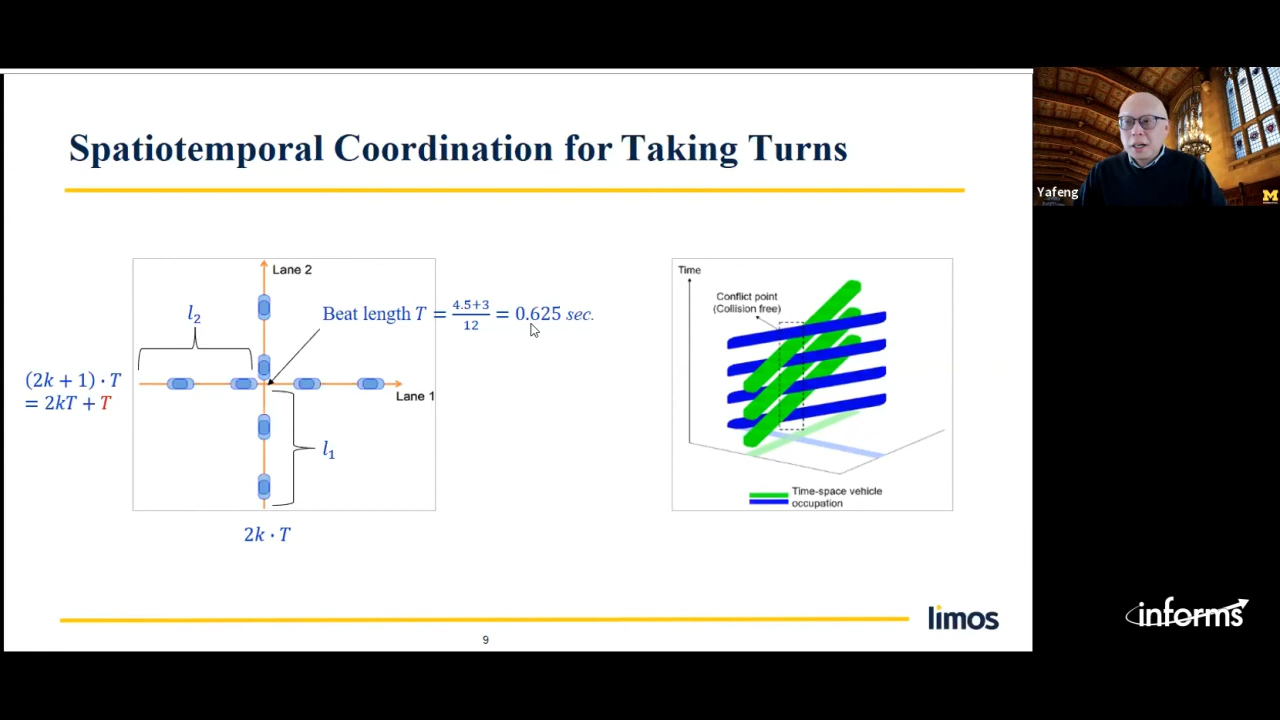 Spatiotemporal Coordination for Taking Turns
Lane 2
l₂
Beat length T = (4.5+3)/12 = 0.625 sec.
(2k + 1) · T
= 2kT + T
Lane 1
l₁
2k · T
Time
Conflict point
(Collision free)
Time-space vehicle
occupation
limos
9
Yafeng
M
informs